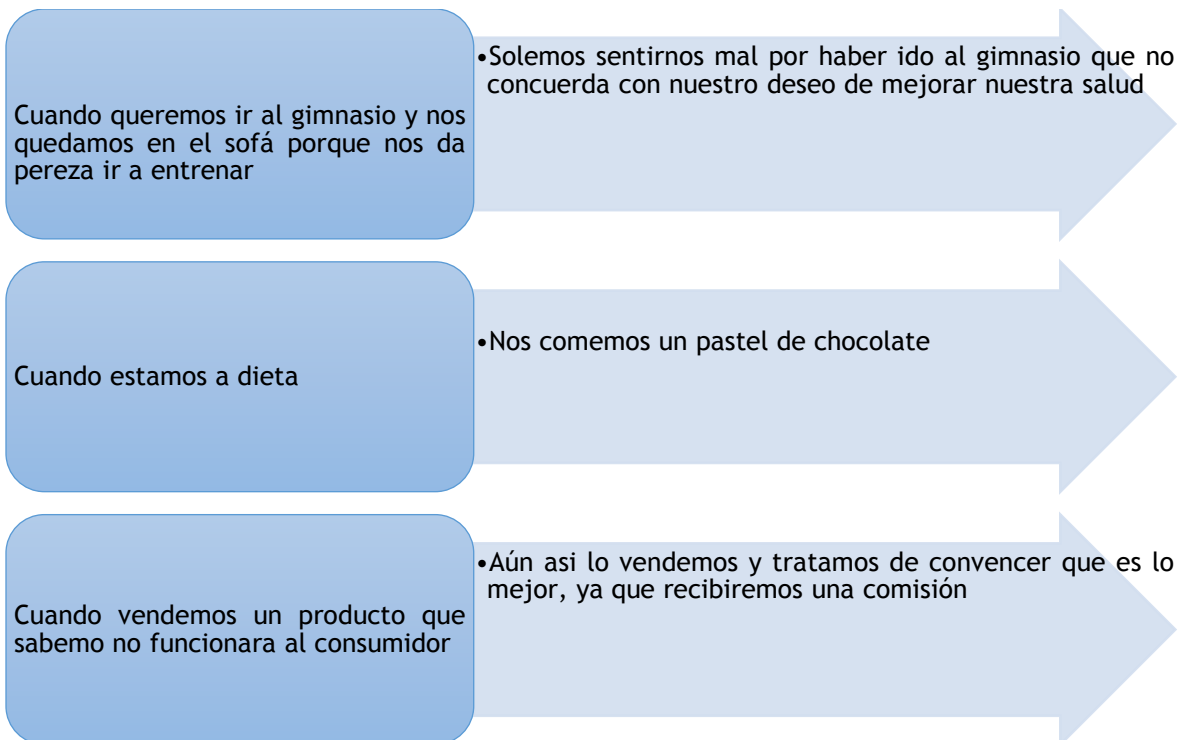 Cuando queremos ir al gimnasio y nos
quedamos en el sofá porque nos da
pereza ir a entrenar
•Solemos sentirnos mal por haber ido al gimnasio que no
concuerda con nuestro deseo de mejorar nuestra salud
Cuando estamos a dieta
•Nos comemos un pastel de chocolate
Cuando vendemos un producto que
sabemo no funcionara al consumidor
•Aún asi lo vendemos y tratamos de convencer que es lo
mejor, ya que recibiremos una comisión